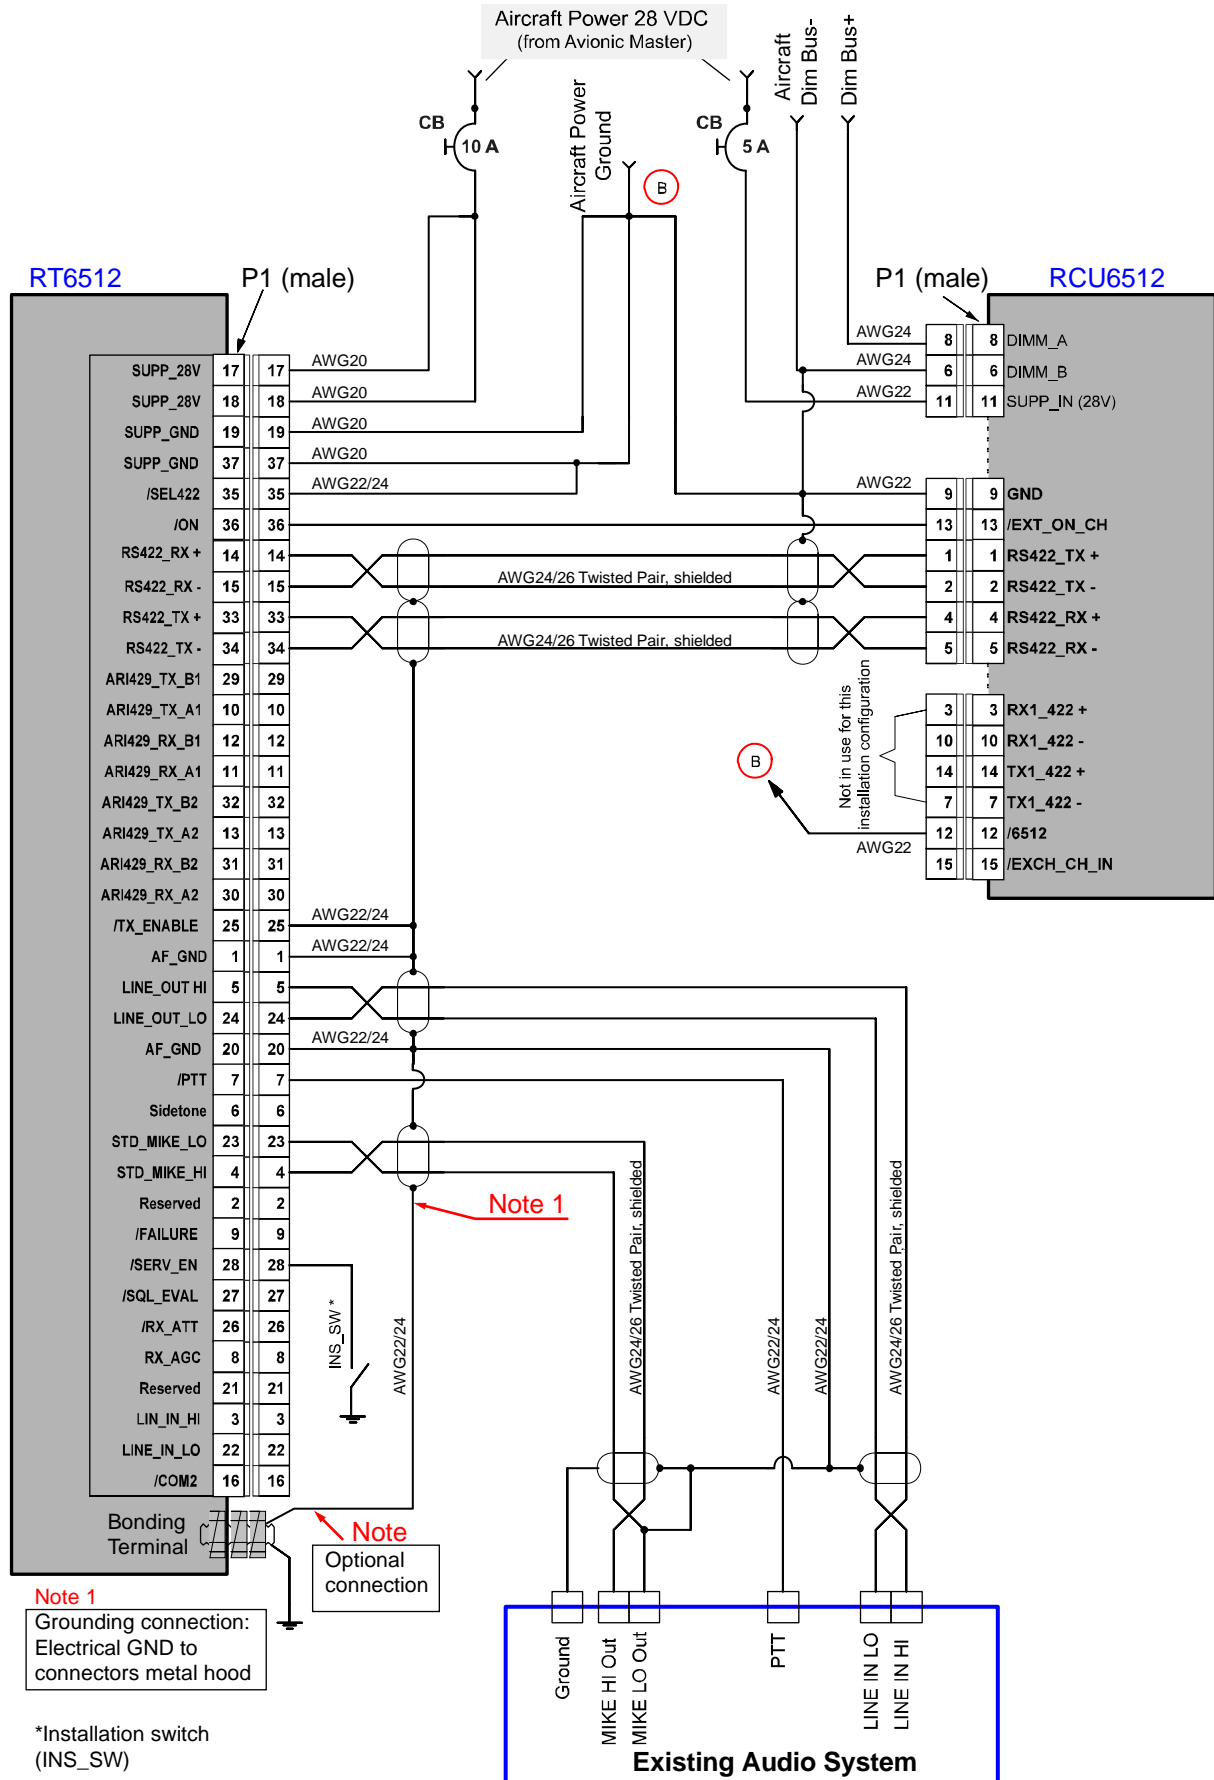 Aircraft Power 28 VDC
(from Avionic Master)
Aircraft
Dim Bus-
Dim Bus+
CB
10 A
Aircraft Power
Ground
CB
5 A
B
RT6512
P1 (male)
P1 (male)
RCU6512
SUPP_28V 17 17 AWG20
SUPP_28V 18 18 AWG20
SUPP_GND 19 19 AWG20
SUPP_GND 37 37 AWG20
/SEL422 35 35 AWG22/24
/ON 36 36
RS422_RX + 14 14
RS422_RX - 15 15
AWG24/26 Twisted Pair, shielded
RS422_TX + 33 33
RS422_TX - 34 34
AWG24/26 Twisted Pair, shielded
ARI429_TX_B1 29 29
ARI429_TX_A1 10 10
ARI429_RX_B1 12 12
ARI429_RX_A1 11 11
ARI429_TX_B2 32 32
ARI429_TX_A2 13 13
ARI429_RX_B2 31 31
ARI429_RX_A2 30 30
/TX_ENABLE 25 25 AWG22/24
AF_GND 1 1 AWG22/24
LINE_OUT HI 5 5
LINE_OUT_LO 24 24
AF_GND 20 20 AWG22/24
/PTT 7 7
Sidetone 6 6
STD_MIKE_LO 23 23
STD_MIKE_HI 4 4
Reserved 2 2
/FAILURE 9 9
/SERV_EN 28 28
/SQL_EVAL 27 27
/RX_ATT 26 26
RX_AGC 8 8
Reserved 21 21
LIN_IN_HI 3 3
LINE_IN_LO 22 22
/COM2 16 16
AWG24 8 8 DIMM_A
AWG24 6 6 DIMM_B
AWG22 11 11 SUPP_IN (28V)
AWG22 9 9 GND
13 13 /EXT_ON_CH
1 1 RS422_TX +
2 2 RS422_TX -
4 4 RS422_RX +
5 5 RS422_RX -
3 3 RX1_422 +
10 10 RX1_422 -
14 14 TX1_422 +
7 7 TX1_422 -
12 12 /6512
AWG22
15 15 /EXCH_CH_IN
Not in use for this
installation configuration
B
Note 1
INS_SW *
AWG22/24
AWG24/26 Twisted Pair, shielded
AWG22/24
AWG22/24
AWG24/26 Twisted Pair, shielded
Bonding
Terminal
Note
Optional
connection
Note 1
Grounding connection:
Electrical GND to
connectors metal hood
*Installation switch
(INS_SW)
Ground
MIKE HI Out
MIKE LO Out
PTT
LINE IN LO
LINE IN HI
Existing Audio System